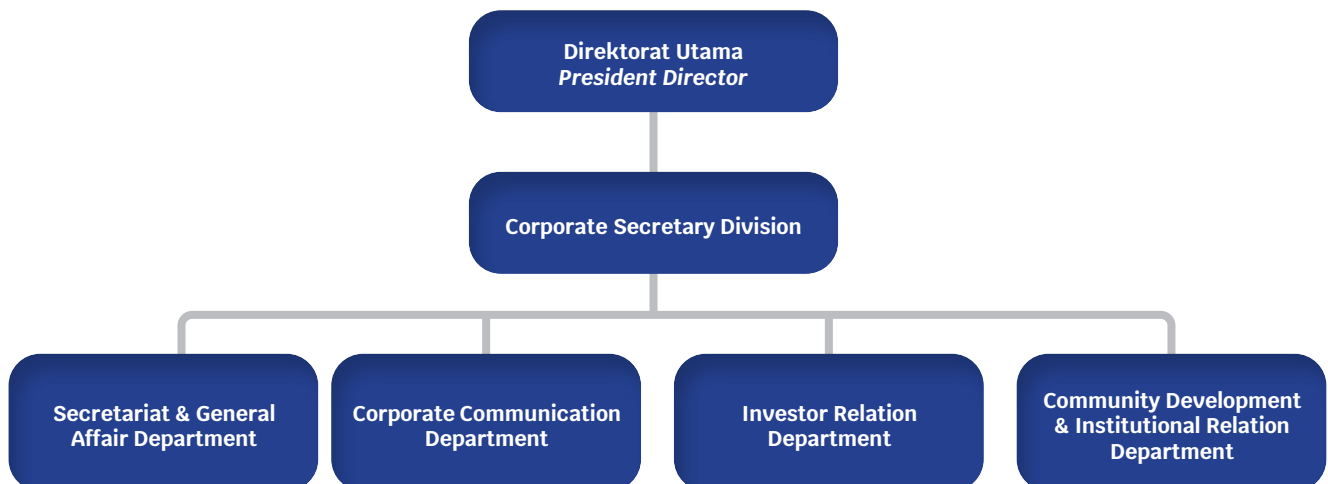 Direktorat Utama
President Director
Corporate Secretary Division
Secretariat & General
Affair Department
Corporate Communication
Department
Investor Relation
Department
Community Development
& Institutional Relation
Department